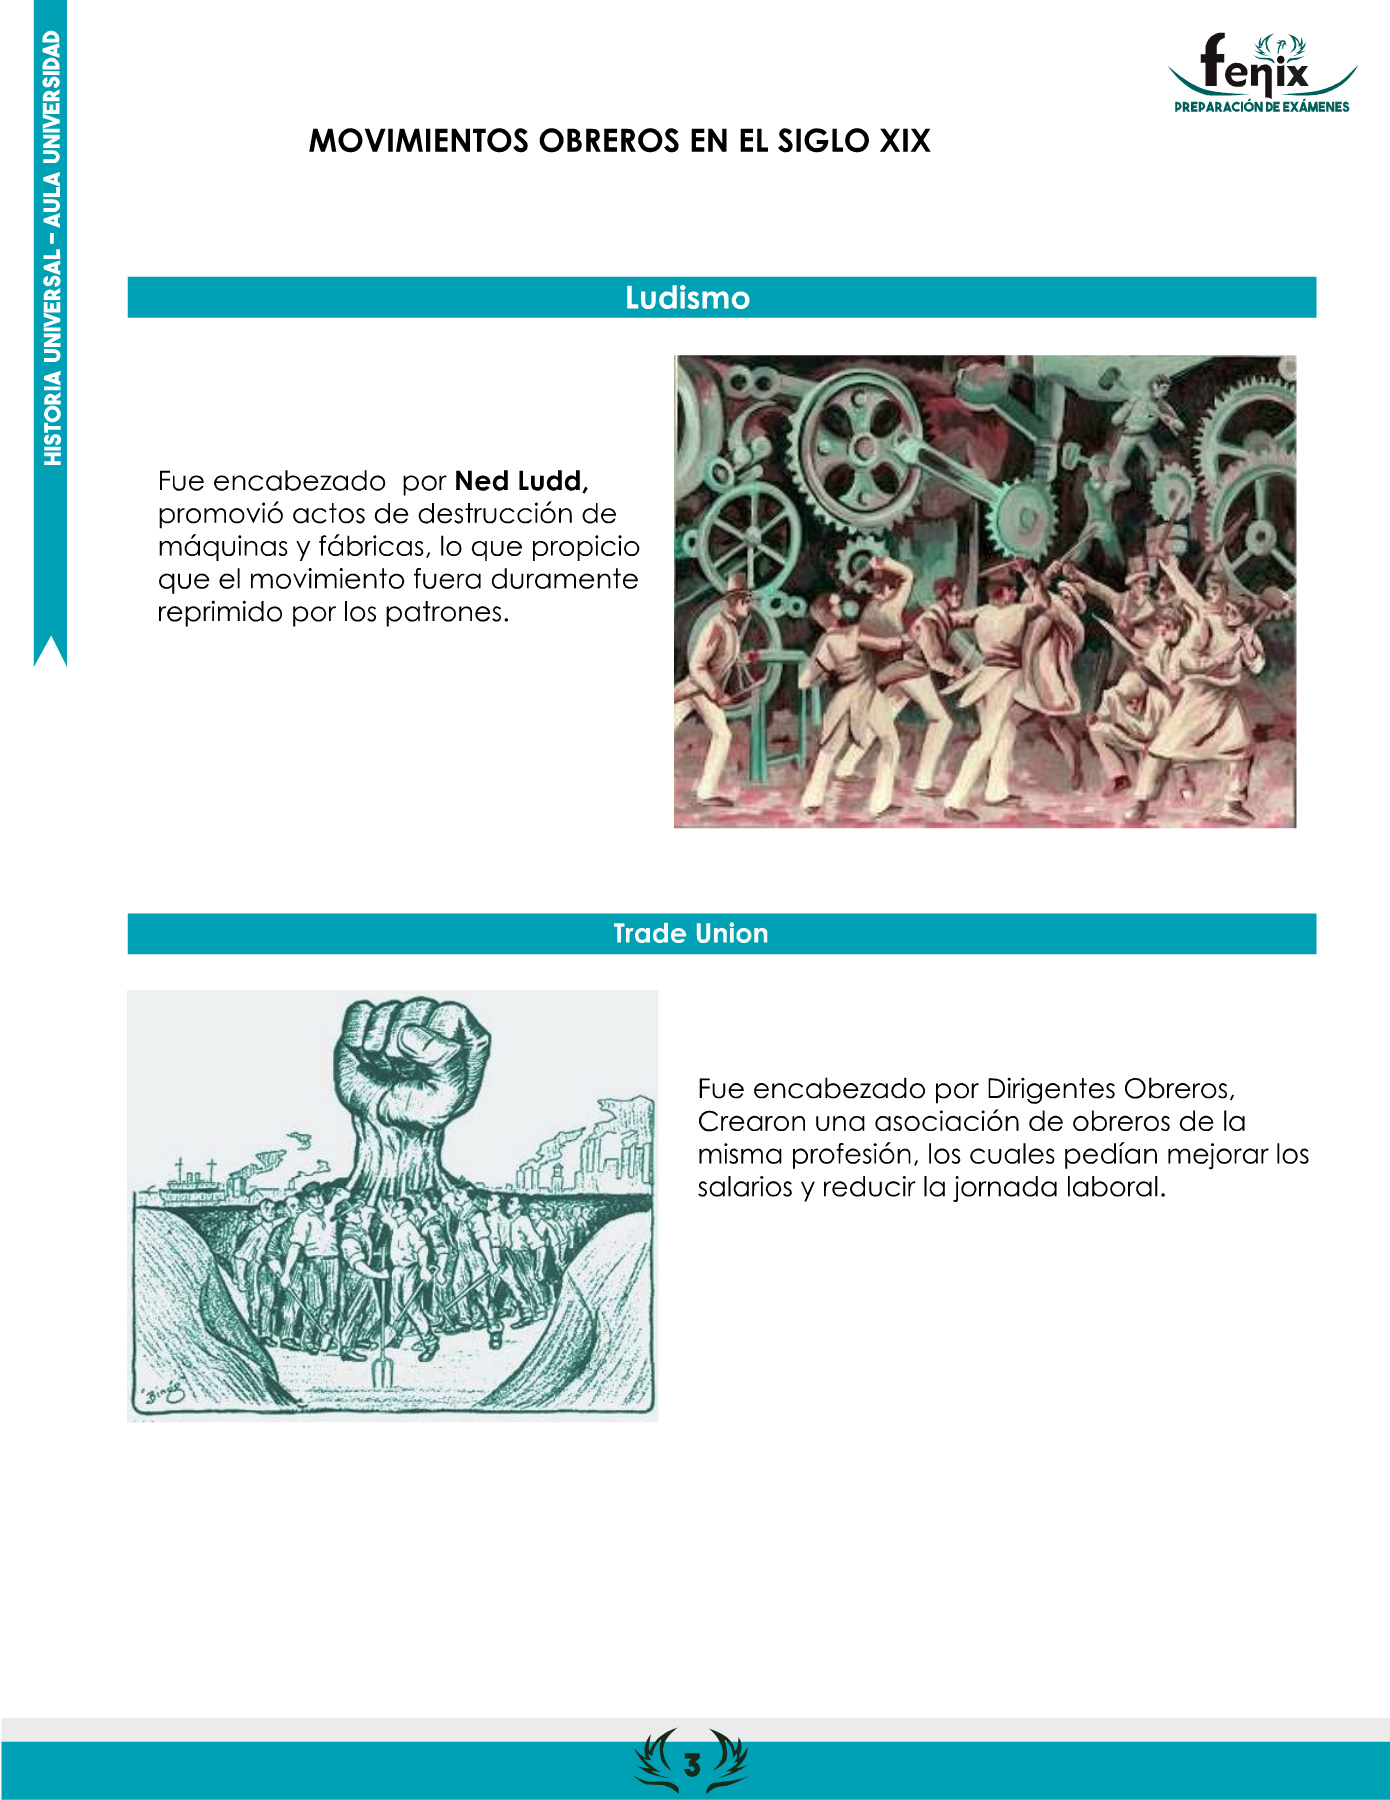 HISTORIA UNIVERSAL – AULA UNIVERSIDAD
fenix
PREPARACIÓN DE EXÁMENES
MOVIMIENTOS OBREROS EN EL SIGLO XIX
Ludismo
Fue encabezado por Ned Ludd,
promovió actos de destrucción de
máquinas y fábricas, lo que propicio
que el movimiento fuera duramente
reprimido por los patrones.
Trade Union
Fue encabezado por Dirigentes Obreros,
Crearon una asociación de obreros de la
misma profesión, los cuales pedían mejorar los
salarios y reducir la jornada laboral.
"Bingo"
3